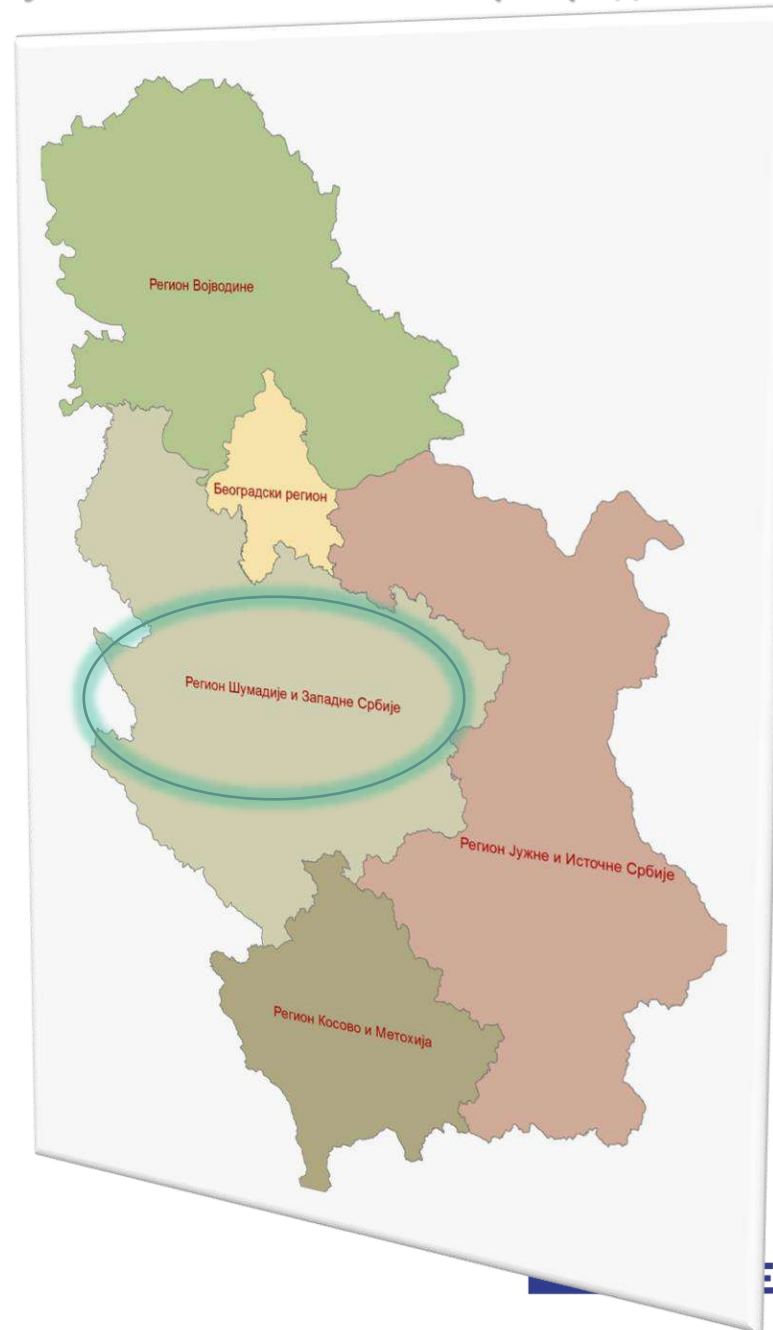 Регион Војводине
Београдски регион
Регион Шумадије и Западне Србије
Регион Јужне и Источне Србије
Регион Косово и Метохија